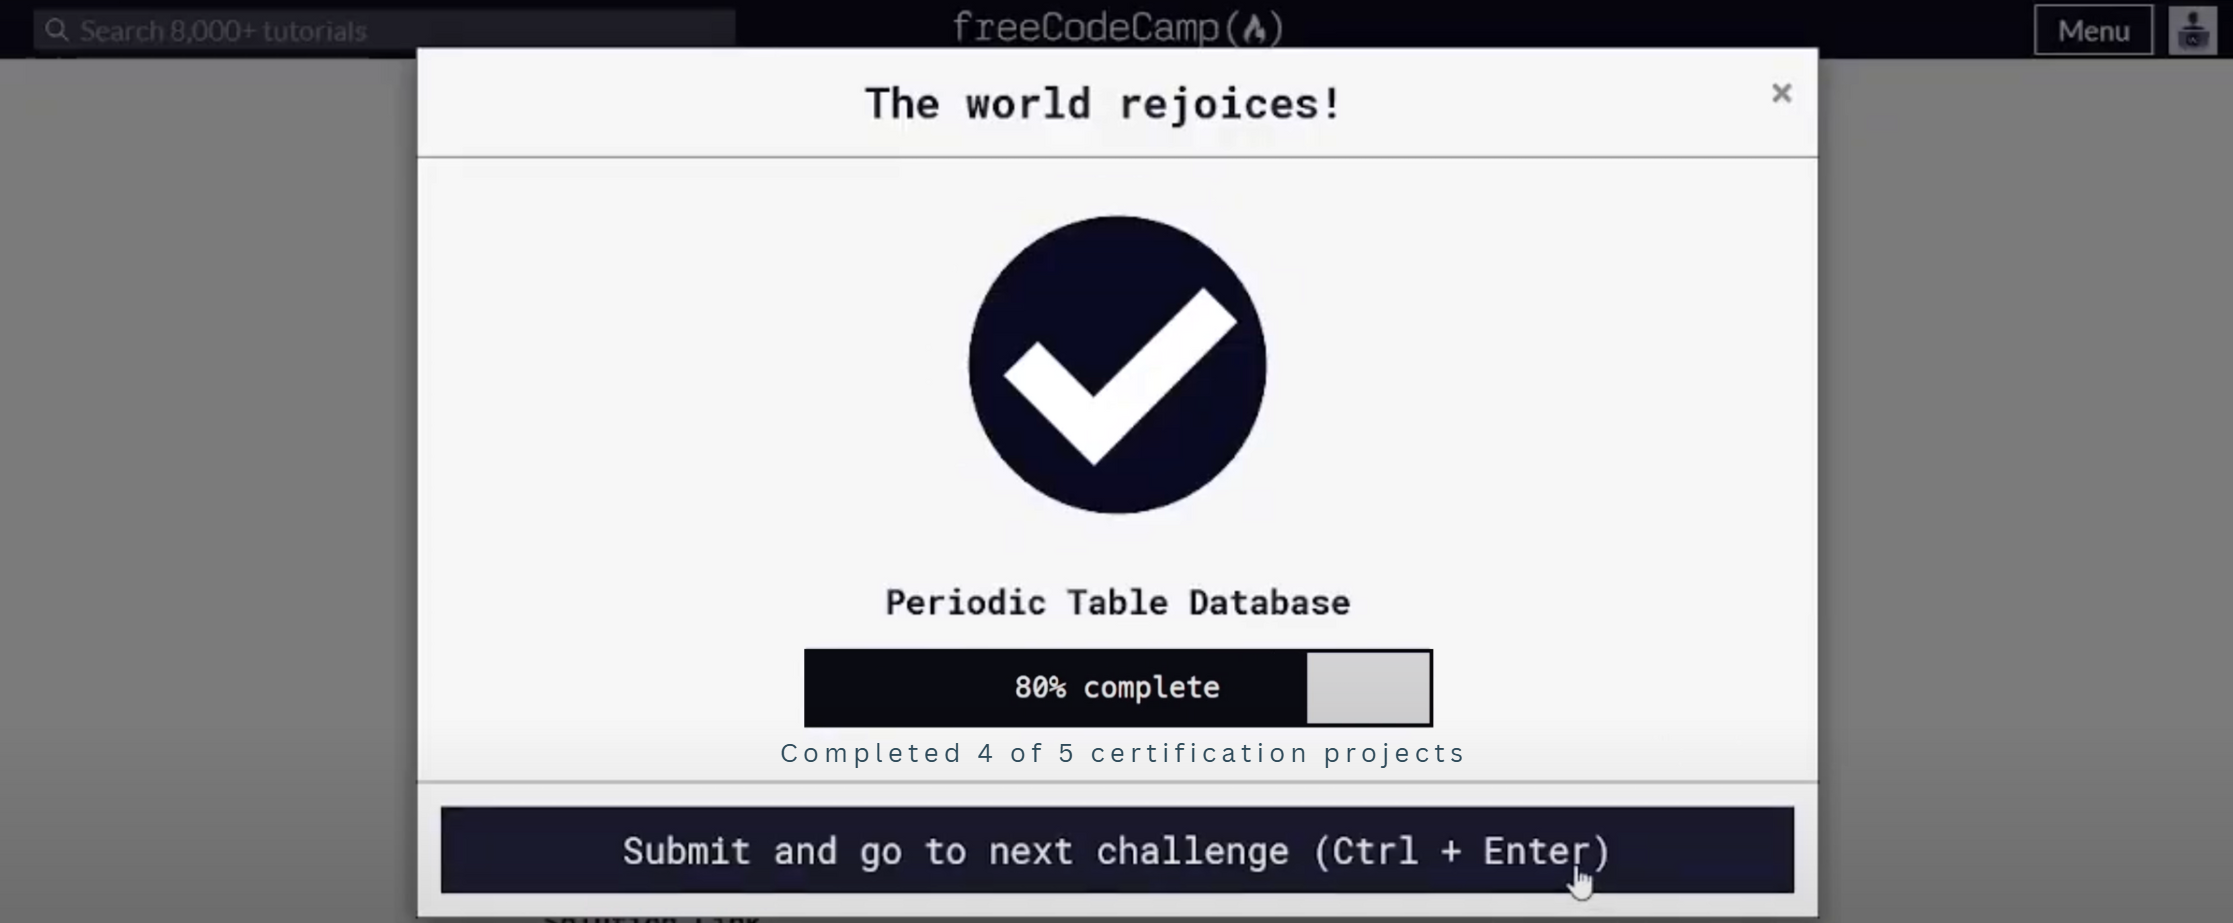 Search 8,000+ tutorials
freeCodeCamp(🔥)
Menu
The world rejoices!
×
Periodic Table Database
80% complete
Completed 4 of 5 certification projects
Submit and go to next challenge (Ctrl + Enter)